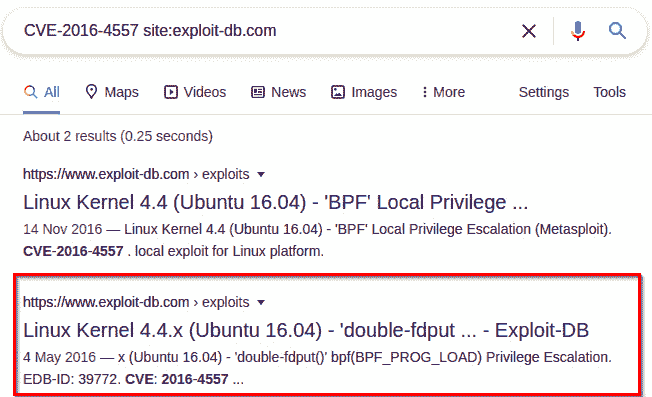 CVE-2016-4557 site:exploit-db.com
All Maps Videos News Images More Settings Tools
About 2 results (0.25 seconds)
https://www.exploit-db.com › exploits
Linux Kernel 4.4 (Ubuntu 16.04) - 'BPF' Local Privilege ...
14 Nov 2016 — Linux Kernel 4.4 (Ubuntu 16.04) - 'BPF' Local Privilege Escalation (Metasploit).
CVE-2016-4557 . local exploit for Linux platform.
https://www.exploit-db.com › exploits
Linux Kernel 4.4.x (Ubuntu 16.04) - 'double-fdput ... - Exploit-DB
4 May 2016 — x (Ubuntu 16.04) - 'double-fdput()' bpf(BPF_PROG_LOAD) Privilege Escalation.
EDB-ID: 39772. CVE: 2016-4557 ...